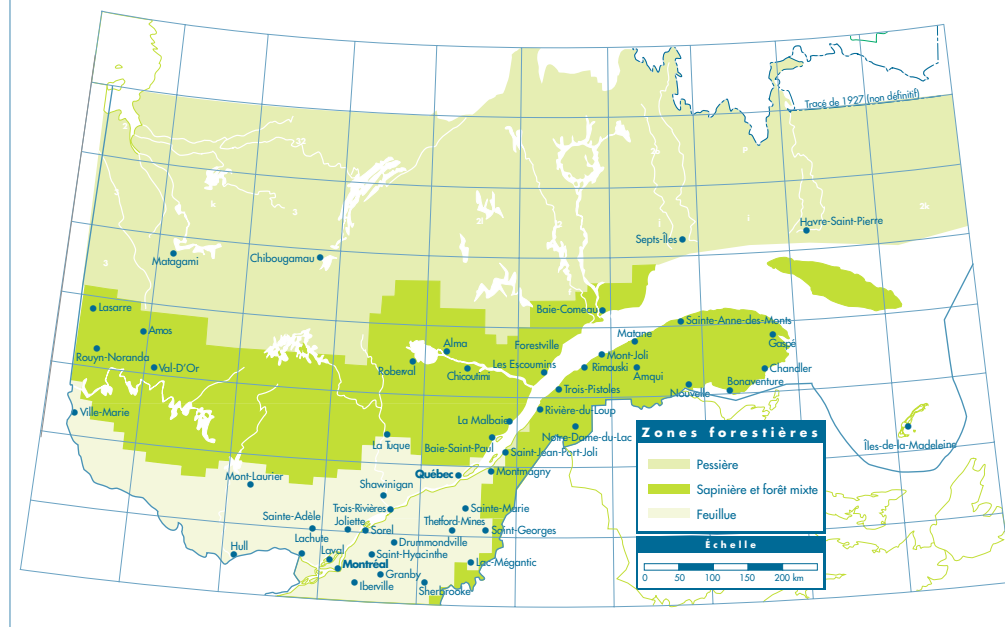 Tracé de 1927 (non définitif)
Havre-Saint-Pierre
Septs-Îles
Matagami
Chibougamau
Lasarre
Baie-Comeau
Sainte-Anne-des-Monts
Amos
Matane
Gaspé
Alma
Forestville
Rouyn-Noranda
Mont-Joli
Val-D'Or
Roberval
Chicoutimi
Les Escoumins
Rimouski
Amqui
Chandler
Trois-Pistoles
Nouvelle
Bonaventure
Ville-Marie
Rivière-du-Loup
La Malbaie
Notre-Dame-du-Lac
Îles-de-la-Madeleine
La Tuque
Baie-Saint-Paul
Saint-Jean-Port-Joli
Québec
Montmagny
Mont-Laurier
Shawinigan
Trois-Rivières
Sainte-Marie
Sainte-Adèle
Joliette
Sorel
Thetford-Mines
Saint-Georges
Lachute
Drummondville
Hull
Laval
Saint-Hyacinthe
Montréal
Lac-Mégantic
Granby
Iberville
Sherbrooke
Zones forestières
Pessière
Sapinière et forêt mixte
Feuillue
Échelle
0 50 100 150 200 km